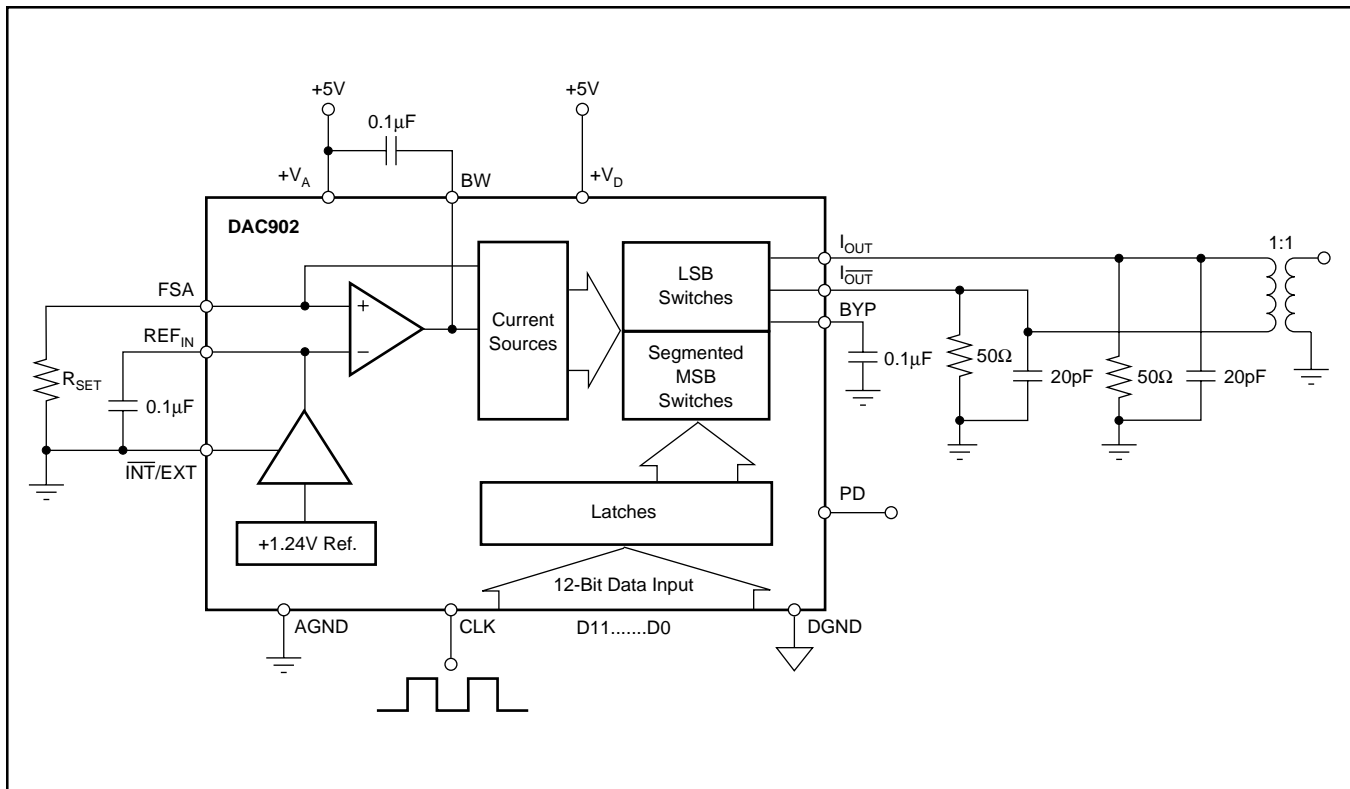 +5V
+5V
0.1μF
+V_A
BW
+V_D
DAC902
I_OUT
1:1
FSA
LSB
Switches
I_O̅U̅T̅
BYP
REF_IN
Current
Sources
Segmented
MSB
Switches
0.1μF
50Ω
20pF
50Ω
20pF
R_SET
0.1μF
I̅N̅T̅/EXT
PD
Latches
+1.24V Ref.
12-Bit Data Input
AGND
CLK
D11.......D0
DGND
+
−